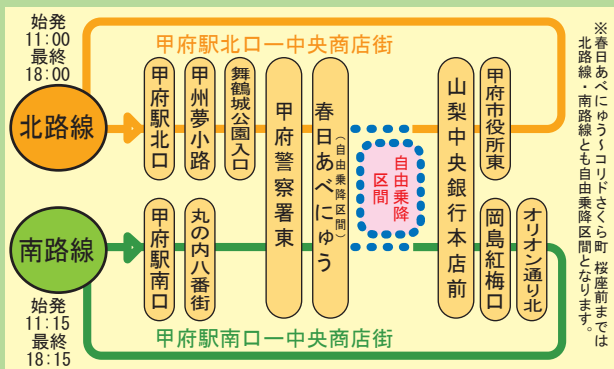 始発
11:00
最終
18:00
甲府駅北口ー中央商店街
北路線
甲府駅北口
甲州夢小路
舞鶴城公園入口
甲府警察署東
春日あべにゅう
(自由乗降区間)
自由乗降
区間
山梨中央銀行本店前
甲府市役所東
南路線
甲府駅南口
丸の内八番街
岡島紅梅口
オリオン通り北
始発
11:15
最終
18:15
甲府駅南口ー中央商店街
※春日あべにゅう～コリドさくら町 桜座前までは
北路線・南路線とも自由乗降区間となります。